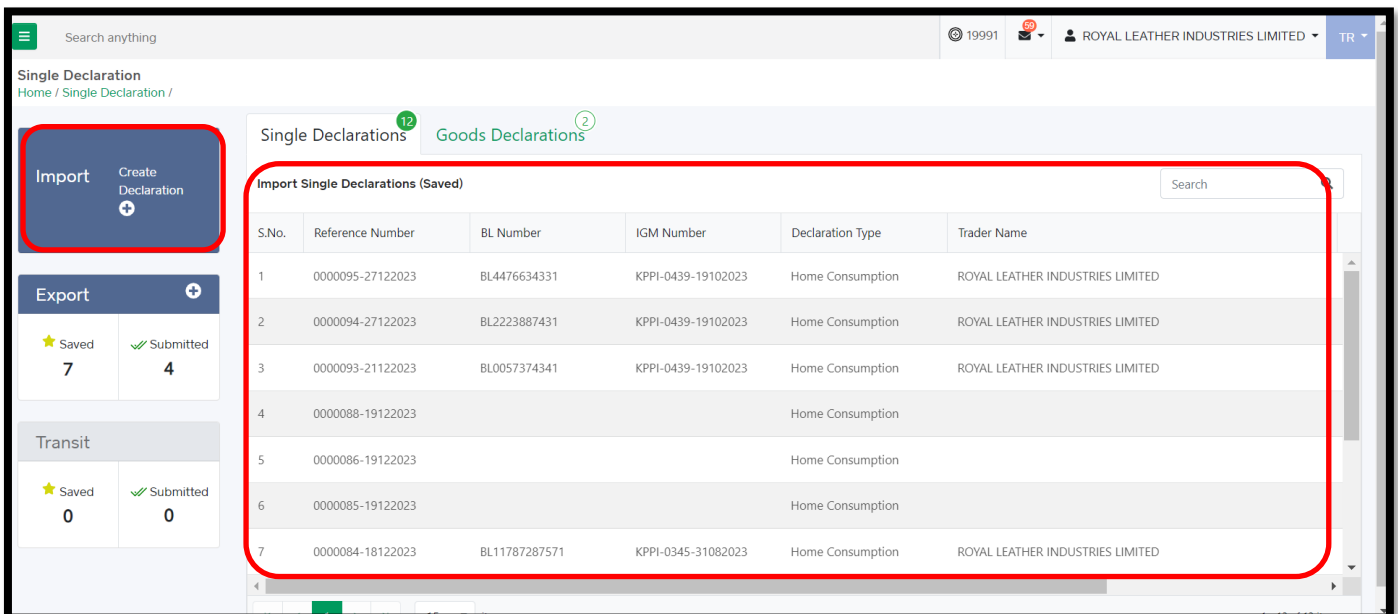 Search anything
19991
59
ROYAL LEATHER INDUSTRIES LIMITED
TR
Single Declaration
Home / Single Declaration /
Import
Create
Declaration
Export
Saved
Submitted
7
4
Transit
Saved
Submitted
0
0
Single Declarations 12
Goods Declarations 2
Import Single Declarations (Saved)
Search
S.No. Reference Number BL Number IGM Number Declaration Type Trader Name
1 0000095-27122023 BL4476634331 KPPI-0439-19102023 Home Consumption ROYAL LEATHER INDUSTRIES LIMITED
2 0000094-27122023 BL2223887431 KPPI-0439-19102023 Home Consumption ROYAL LEATHER INDUSTRIES LIMITED
3 0000093-21122023 BL0057374341 KPPI-0439-19102023 Home Consumption ROYAL LEATHER INDUSTRIES LIMITED
4 0000088-19122023 Home Consumption
5 0000086-19122023 Home Consumption
6 0000085-19122023 Home Consumption
7 0000084-18122023 BL11787287571 KPPI-0345-31082023 Home Consumption ROYAL LEATHER INDUSTRIES LIMITED